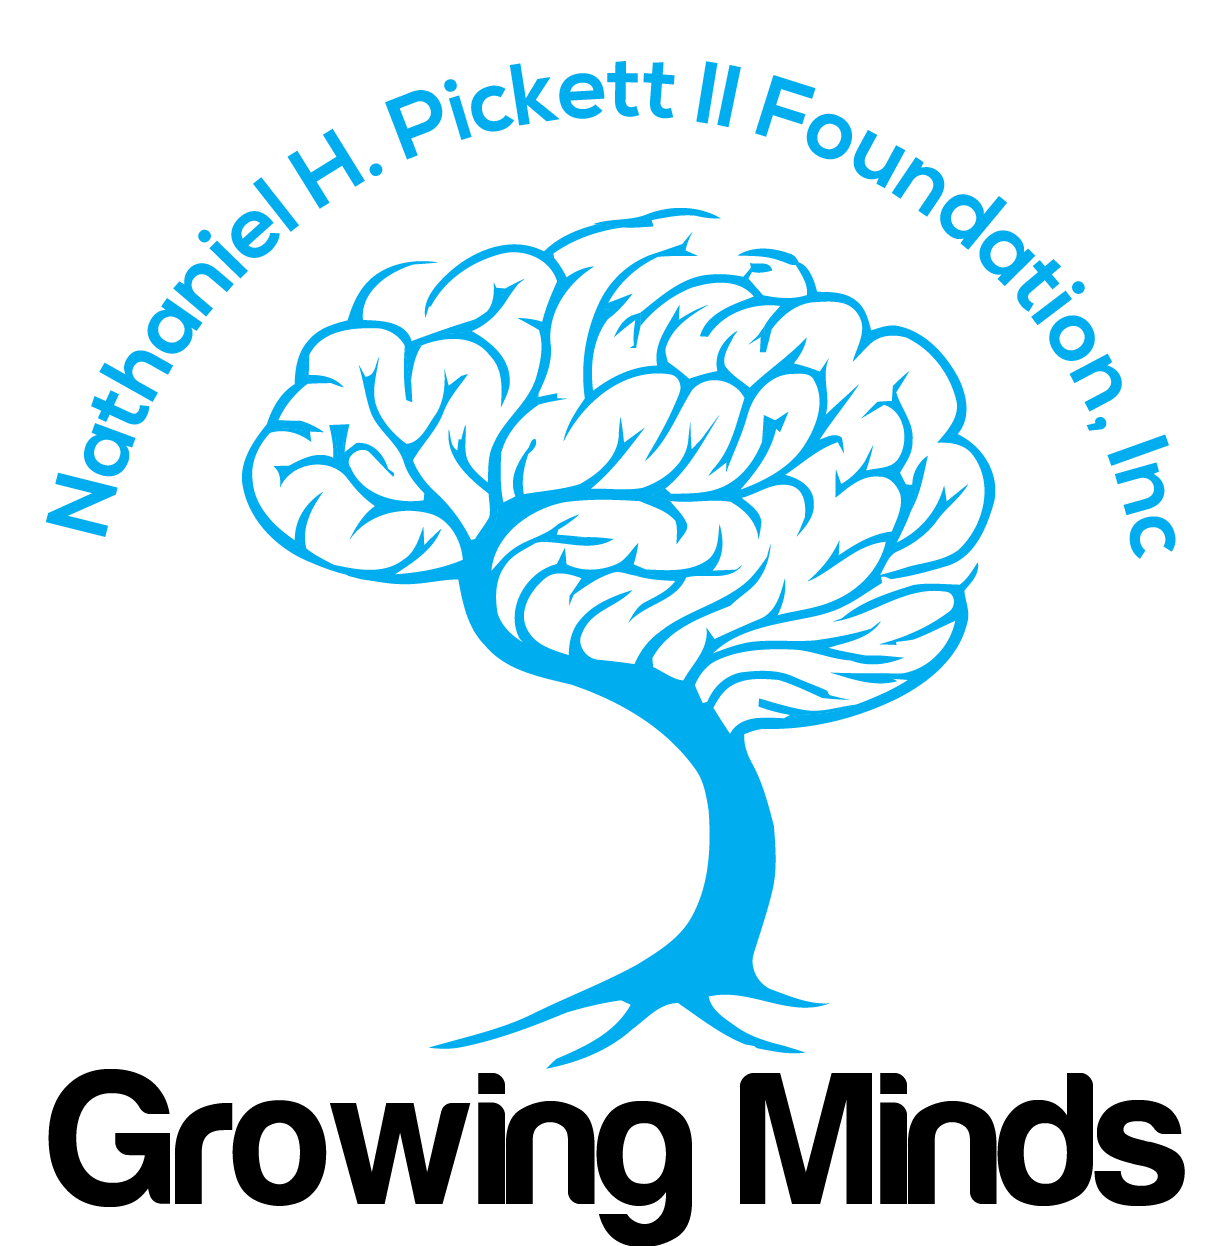 Nathaniel H. Pickett II Foundation, Inc
Growing Minds